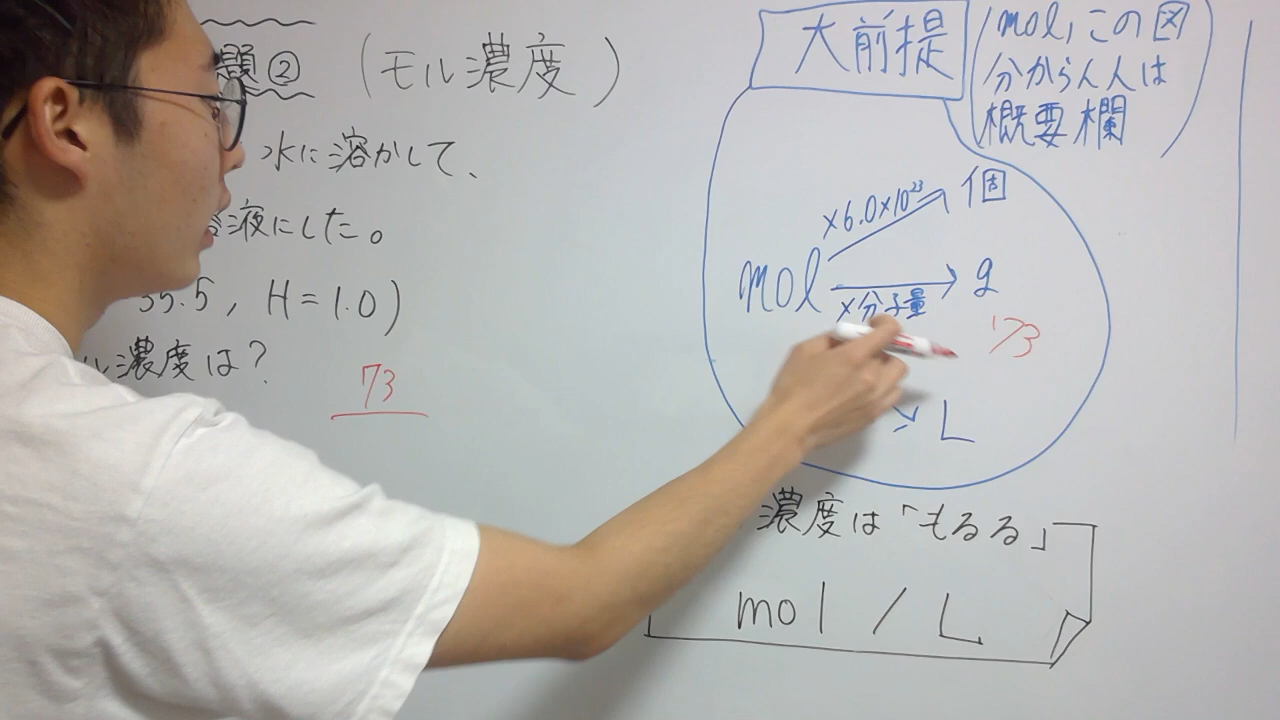 題② (モル濃度)
水に溶かして、
液にした。
35.5, H=1.0)
濃度は?
73
大前提
(mol, この図
分からん人は
概要欄)
×6.0×10²³
個
mol
g
×分子量
73
L
濃度は「もるる」
mol / L